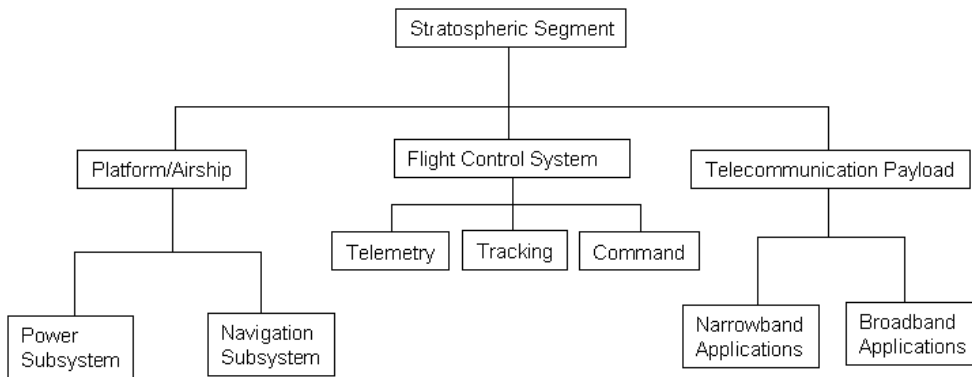 Stratospheric Segment
Platform/Airship
Flight Control System
Telecommunication Payload
Telemetry
Tracking
Command
Power
Subsystem
Navigation
Subsystem
Narrowband
Applications
Broadband
Applications